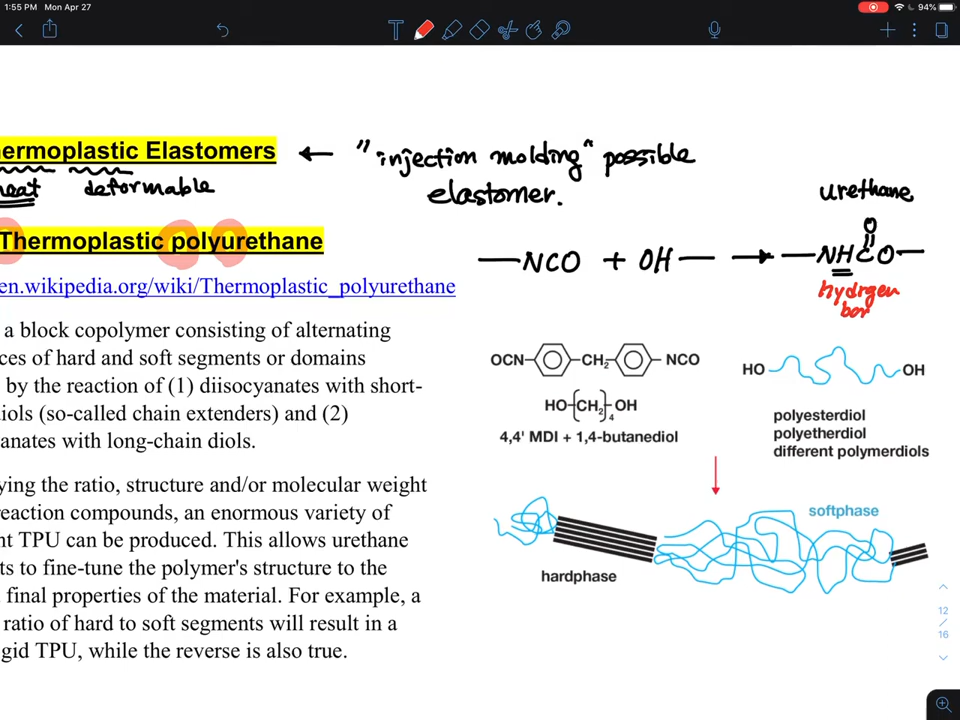 1:55 PM Mon Apr 27
94%
ermoplastic Elastomers ← "injection molding" possible
heat deformable
elastomer.
urethane
Thermoplastic polyurethane
O
—NCO + OH— → —NHCO—
hydrgen
bon
en.wikipedia.org/wiki/Thermoplastic_polyurethane
a block copolymer consisting of alternating
ces of hard and soft segments or domains
by the reaction of (1) diisocyanates with short-
diols (so-called chain extenders) and (2)
anates with long-chain diols.
ying the ratio, structure and/or molecular weight
reaction compounds, an enormous variety of
nt TPU can be produced. This allows urethane
ts to fine-tune the polymer's structure to the
final properties of the material. For example, a
ratio of hard to soft segments will result in a
gid TPU, while the reverse is also true.
OCN CH2 NCO
HO [CH2]4 OH
4,4' MDI + 1,4-butanediol
HO OH
polyesterdiol
polyetherdiol
different polymerdiols
softphase
hardphase
12
/
16